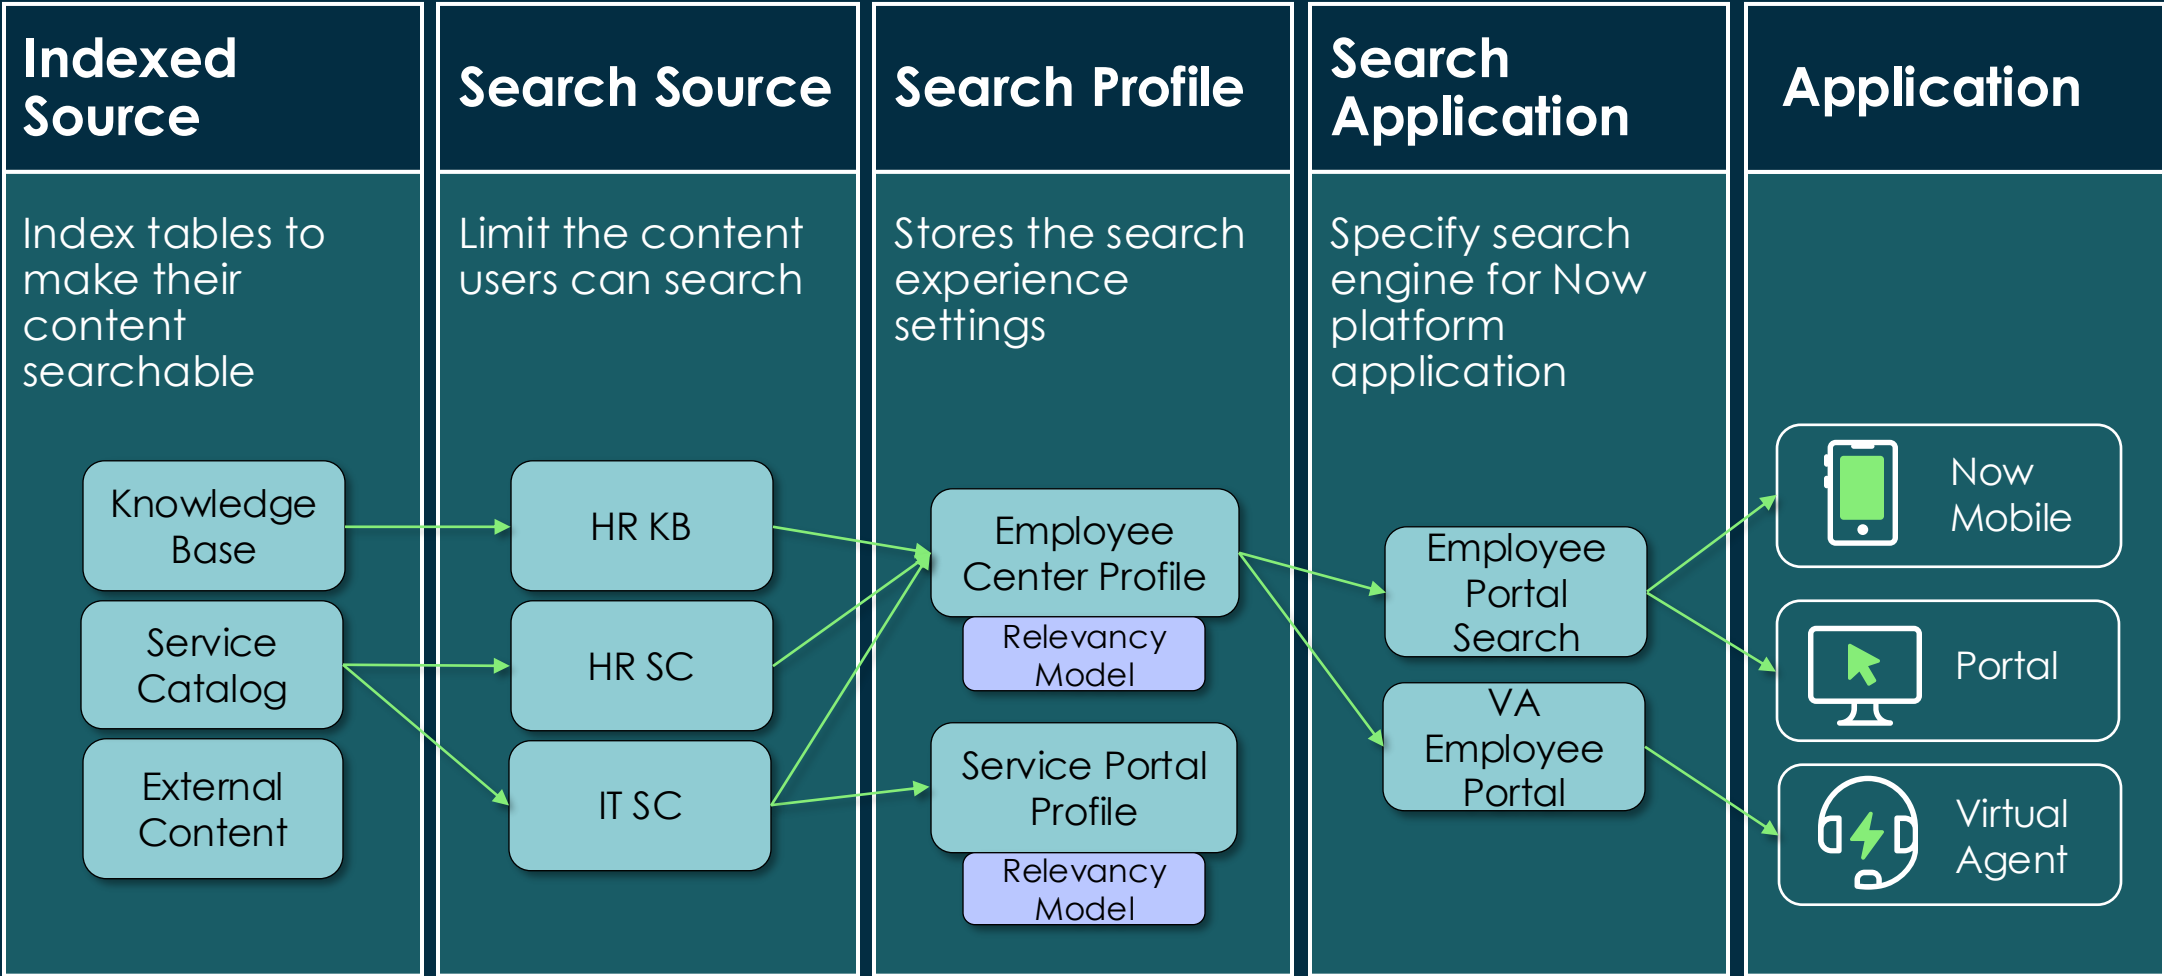 Indexed
Source
Search Source
Search Profile
Search
Application
Application
Index tables to
make their
content
searchable
Limit the content
users can search
Stores the search
experience
settings
Specify search
engine for Now
platform
application
Knowledge
Base
Service
Catalog
External
Content
HR KB
HR SC
IT SC
Employee
Center Profile
Relevancy
Model
Service Portal
Profile
Relevancy
Model
Employee
Portal
Search
VA
Employee
Portal
Now
Mobile
Portal
Virtual
Agent